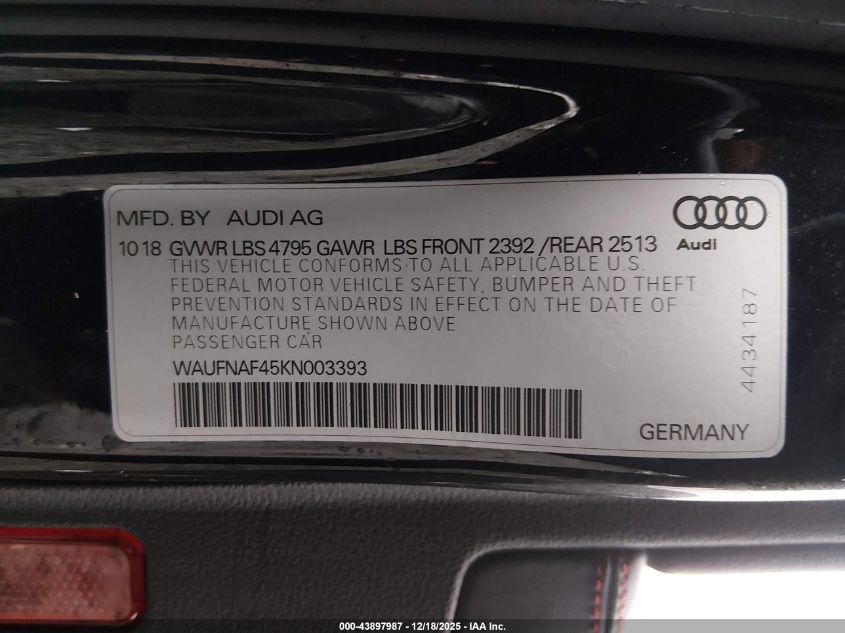 MFD. BY AUDI AG
10 18 GVWR LBS 4795 GAWR LBS FRONT 2392 /REAR 2513
THIS VEHICLE CONFORMS TO ALL APPLICABLE U.S.
FEDERAL MOTOR VEHICLE SAFETY, BUMPER AND THEFT
PREVENTION STANDARDS IN EFFECT ON THE DATE OF
MANUFACTURE SHOWN ABOVE
PASSENGER CAR
WAUFNAF45KN003393
Audi
4434187
GERMANY
000-43897987 - 12/18/2025 - IAA Inc.